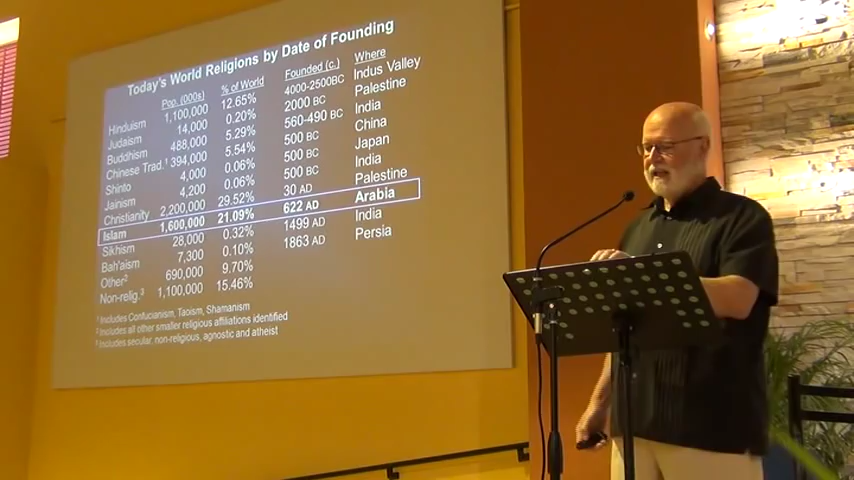 Today's World Religions by Date of Founding
Pop. (000s) % of World Founded (c.) Where
Hinduism 1,100,000 12.65% 4000-2500BC Indus Valley
Judaism 14,000 0.20% 2000 BC Palestine
Buddhism 488,000 5.29% 560-490 BC India
Chinese Trad.¹ 394,000 5.54% 500 BC China
Shinto 4,000 0.06% 500 BC Japan
Jainism 4,200 0.06% 500 BC India
Christianity 2,200,000 29.52% 30 AD Palestine
Islam 1,600,000 21.09% 622 AD Arabia
Sikhism 28,000 0.32% 1499 AD India
Bah'aism 7,300 0.10% 1863 AD Persia
Other² 690,000 9.70%
Non-relig.³ 1,100,000 15.46%
¹ Includes Confucianism, Taoism, Shamanism
² Includes all other smaller religious affiliations identified
³ Includes secular, non-religious, agnostic and atheist